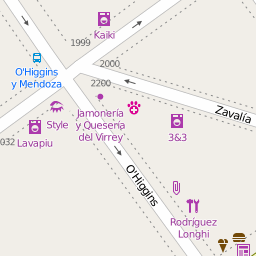 Kaiki
1999
O'Higgins
y Mendoza
2000
2200
Zavalía
Jamonería
y Quesería
del Virrey
Style
3&3
032
Lavapiu
O'Higgins
Rodríguez
Longhi